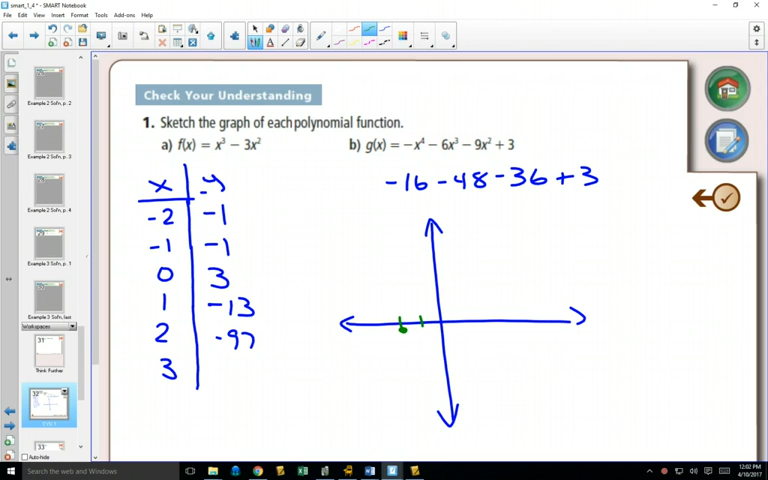 smart_1_4 * - SMART Notebook
File Edit View Insert Format Tools Add-ons Help
Example 2 Soln, p. 2
Example 2 Soln, p.3
Example 2 Soln, p.4
29
Example 3 Soln, p. 1
Example 3 Soln, last
Workspaces
31
Think Further
32
CYU 1
33
Auto-hide
Check Your Understanding
1. Sketch the graph of each polynomial function.
a) f(x) = x³ − 3x² b) g(x) = −x⁴ − 6x³ − 9x² + 3
-16 -48 -36 +3
x y
-2 -1
-1 -1
0 3
1 -13
2 -97
3
Search the web and Windows
12:02 PM
4/10/2017